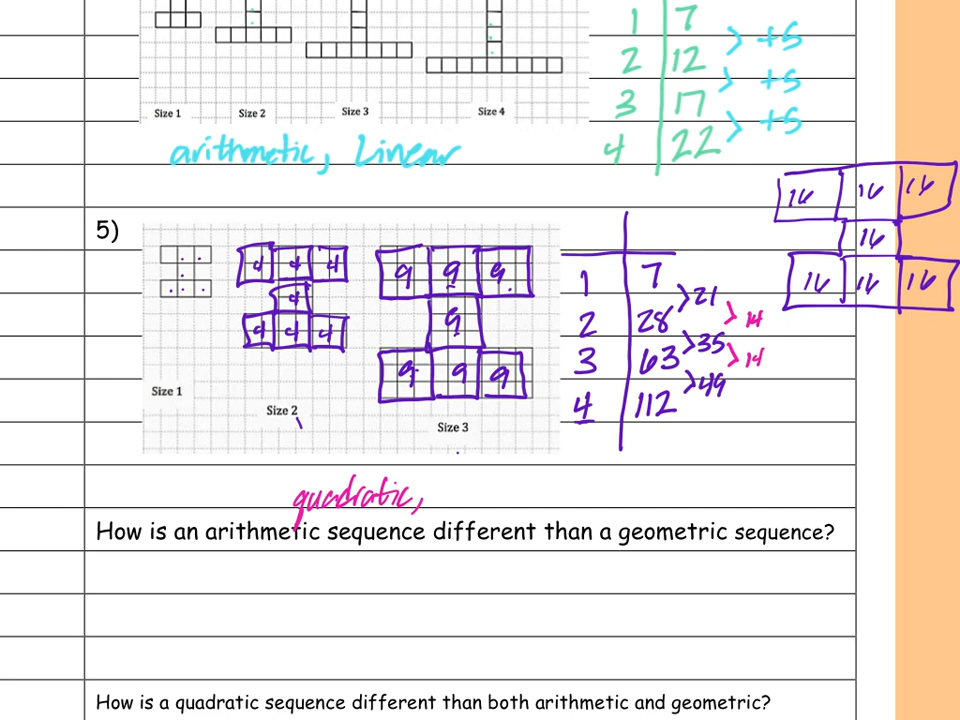 1 7
> +5
2 12
> +5
3 17
> +5
4 22
Size 1 Size 2 Size 3 Size 4
arithmetic, Linear
16 16 16
16
16 16 16
5)
4 4 4
4
4 4 4
9 9 9
9
9 9 9
1 7
>21
2 28 >14
>35
3 63 >14
>49
4 112
Size 1
Size 2
Size 3
quadratic,
How is an arithmetic sequence different than a geometric sequence?
How is a quadratic sequence different than both arithmetic and geometric?